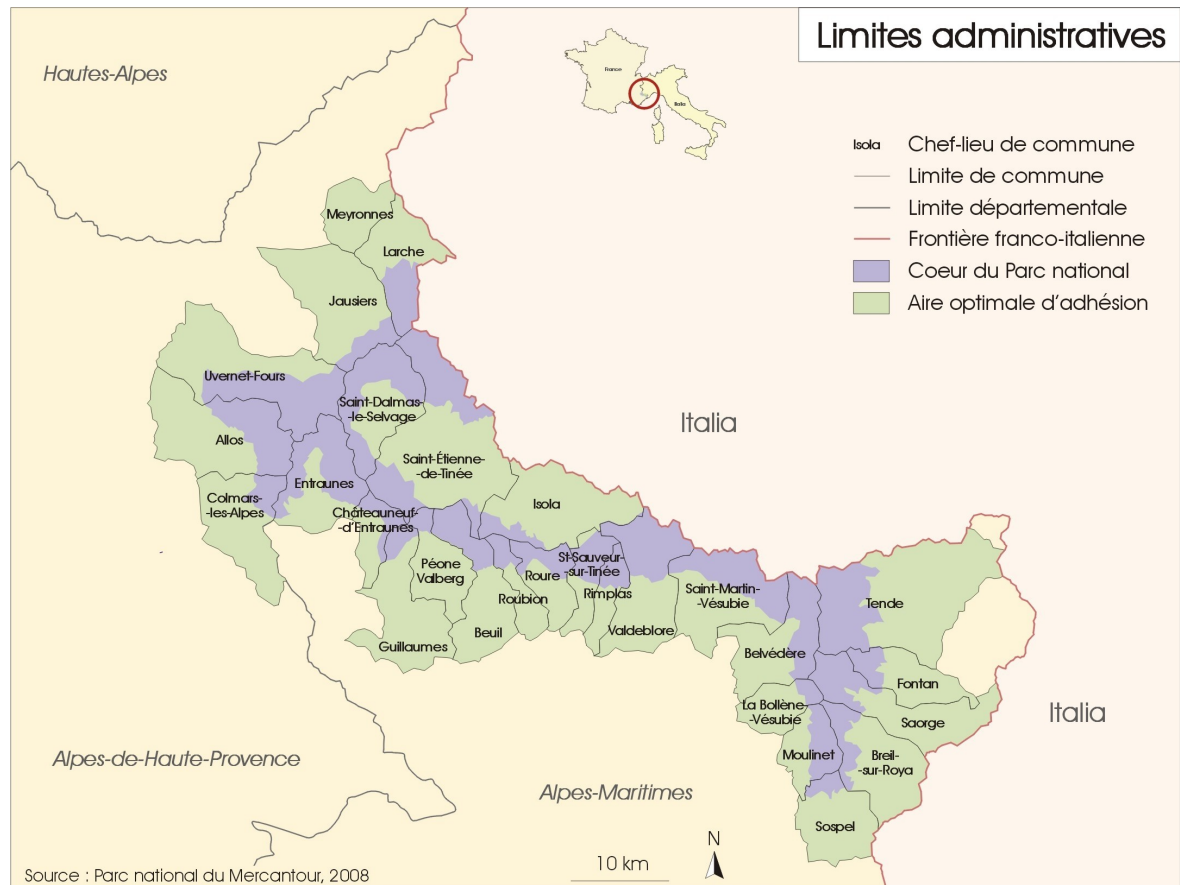 Limites administratives
Hautes-Alpes
France
Italia
Isola
Chef-lieu de commune
Limite de commune
Limite départementale
Frontière franco-italienne
Coeur du Parc national
Aire optimale d'adhésion
Meyronnes
Larche
Jausiers
Uvernet-Fours
Saint-Dalmas-
-le-Selvage
Italia
Allos
Saint-Étienne-
-de-Tinée
Entraunes
Colmars-
-les-Alpes
Isola
Châteauneuf-
-d'Entraunes
Péone
Valberg
St-Sauveur-
-sur-Tinée
Roure
Roubion
Rimplas
Saint-Martin-
-Vésubie
Tende
Beuil
Valdeblore
Guillaumes
Belvédère
Fontan
La Bollène-
-Vésubie
Saorge
Italia
Moulinet
Breil-
-sur-Roya
Alpes-de-Haute-Provence
Alpes-Maritimes
Sospel
N
10 km
Source : Parc national du Mercantour, 2008